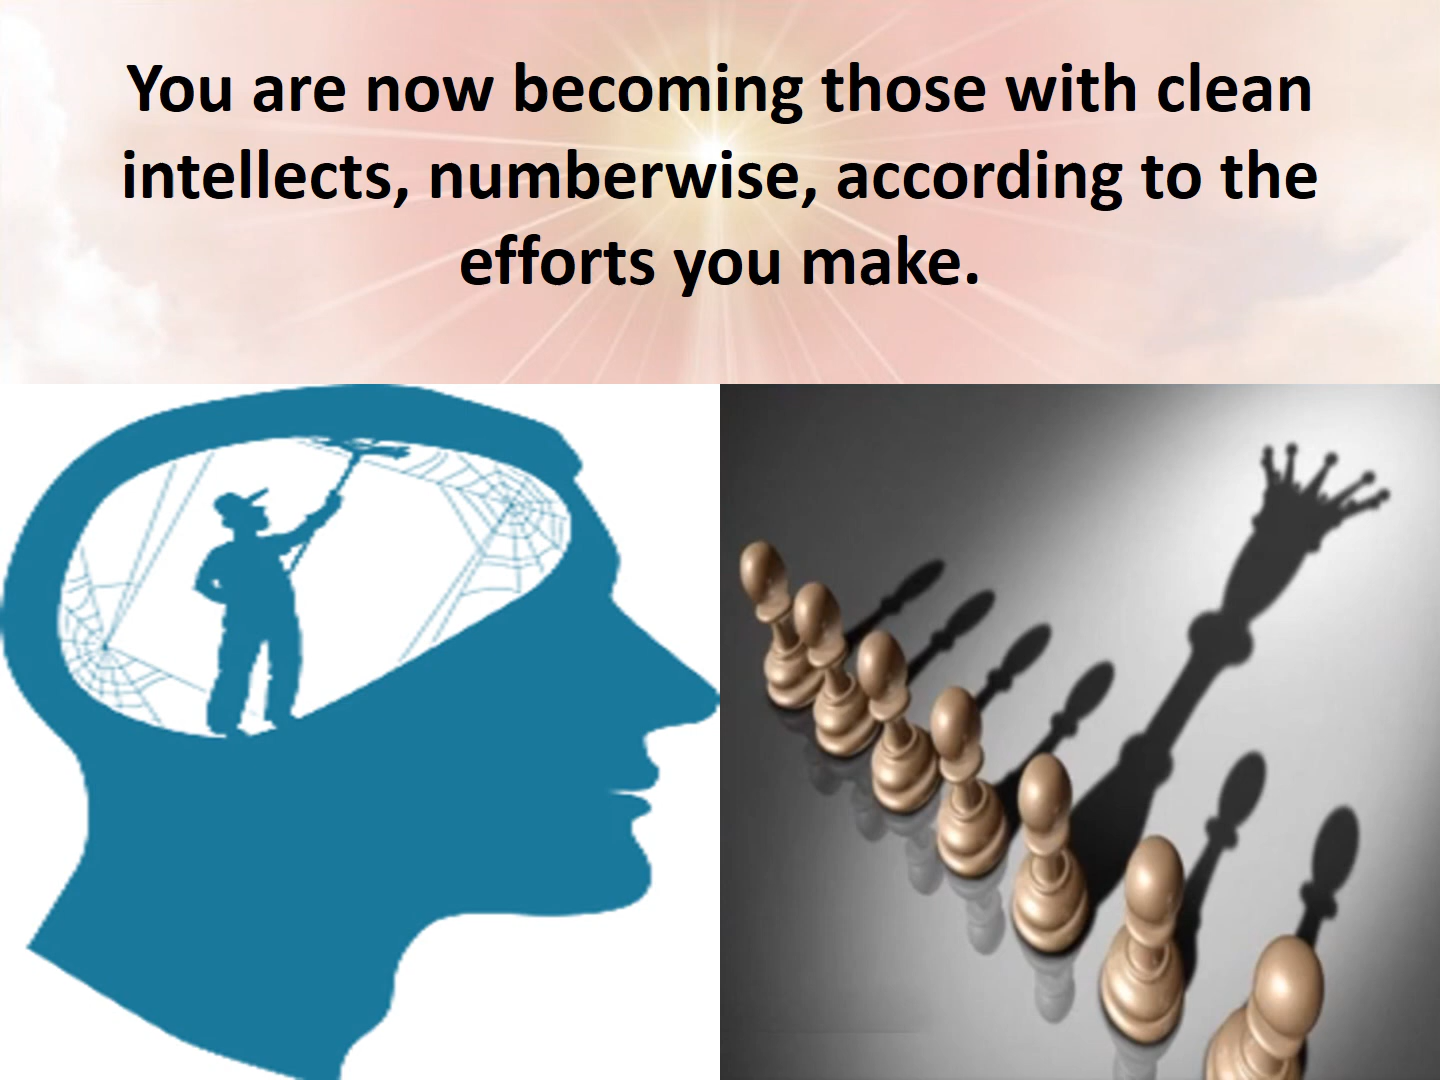 You are now becoming those with clean
intellects, numberwise, according to the
efforts you make.